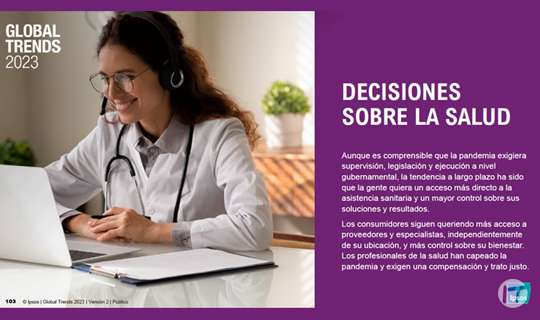 GLOBAL
TRENDS
2023
DECISIONES
SOBRE LA SALUD
Aunque es comprensible que la pandemia exigiera
supervisión, legislación y ejecución a nivel
gubernamental, la tendencia a largo plazo ha sido
que la gente quiera un acceso más directo a la
asistencia sanitaria y un mayor control sobre sus
soluciones y resultados.
Los consumidores siguen queriendo más acceso a
proveedores y especialistas, independientemente
de su ubicación, y más control sobre su bienestar.
Los profesionales de la salud han capeado la
pandemia y exigen una compensación y trato justo.
103 © Ipsos | Global Trends 2023 | Versión 2 | Público
Ipsos